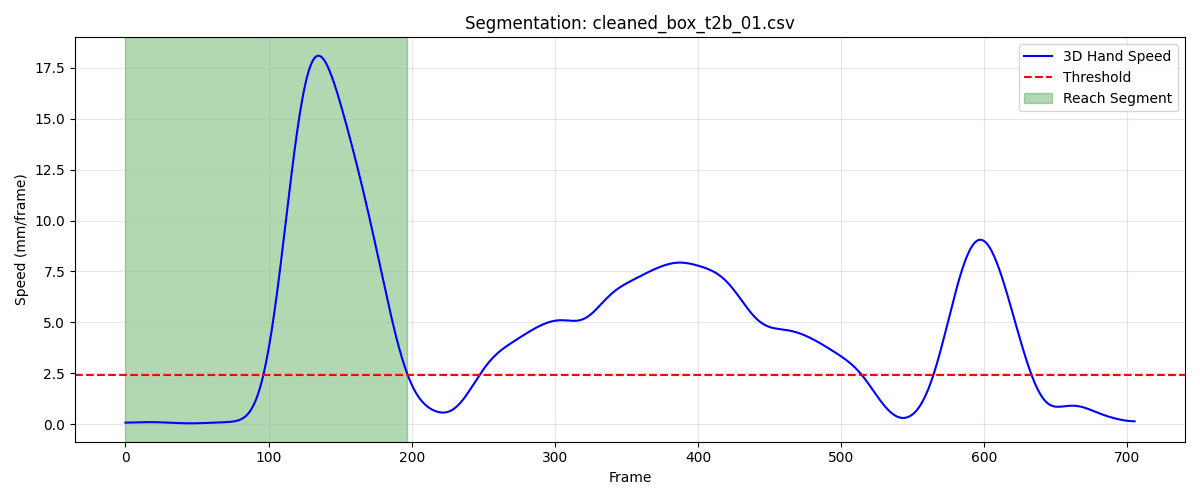 Segmentation: cleaned_box_t2b_01.csv
3D Hand Speed
Threshold
Reach Segment
Speed (mm/frame)
17.5
15.0
12.5
10.0
7.5
5.0
2.5
0.0
0 100 200 300 400 500 600 700
Frame